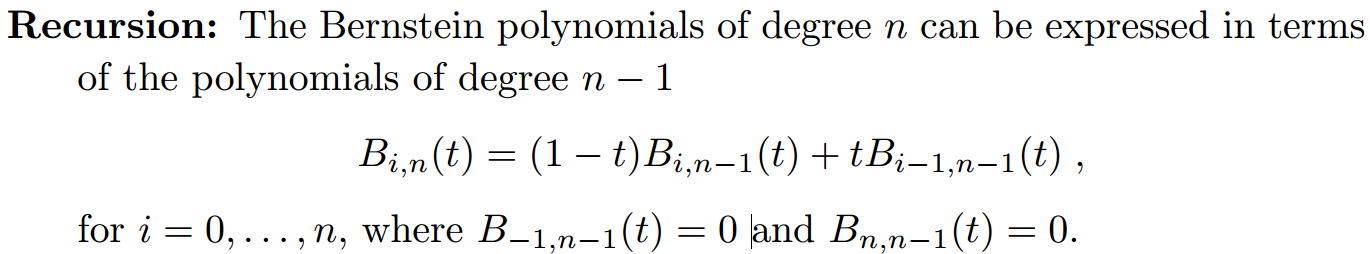 Recursion: The Bernstein polynomials of degree n can be expressed in terms
of the polynomials of degree n − 1
B_{i,n}(t) = (1 − t)B_{i,n−1}(t) + tB_{i−1,n−1}(t) ,
for i = 0, . . . , n, where B_{−1,n−1}(t) = 0 and B_{n,n−1}(t) = 0.